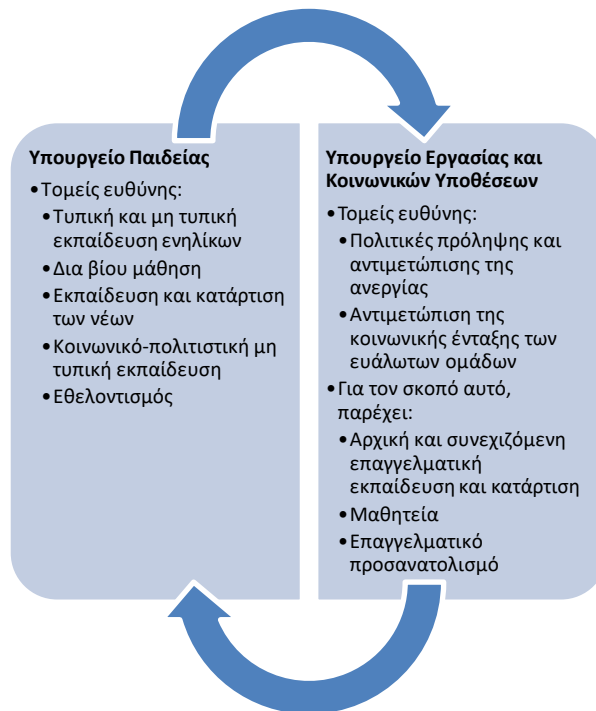 Υπουργείο Παιδείας
•Τομείς ευθύνης:
•Τυπική και μη τυπική
εκπαίδευση ενηλίκων
•Δια βίου μάθηση
•Εκπαίδευση και κατάρτιση
των νέων
•Κοινωνικό-πολιτιστική μη
τυπική εκπαίδευση
•Εθελοντισμός
Υπουργείο Εργασίας και
Κοινωνικών Υποθέσεων
•Τομείς ευθύνης:
•Πολιτικές πρόληψης και
αντιμετώπισης της
ανεργίας
•Αντιμετώπιση της
κοινωνικής ένταξης των
ευάλωτων ομάδων
•Για τον σκοπό αυτό,
παρέχει:
•Αρχική και συνεχιζόμενη
επαγγελματική
εκπαίδευση και κατάρτιση
•Μαθητεία
•Επαγγελματικό
προσανατολισμό